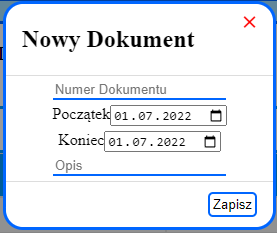 Nowy Dokument
Numer Dokumentu
Początek 01.07.2022
Koniec 01.07.2022
Opis
Zapisz